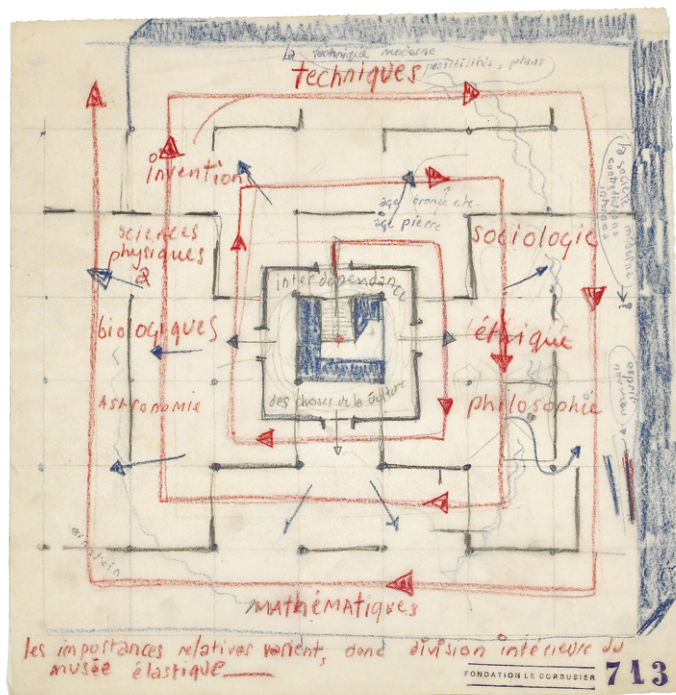 la technique moderne
possibilités, plans
techniques
Invention
âge bronze etc.
âge pierre
sciences
physiques
&
sociologie
interdépendance
biologiques
éthique
Astronomie
philosophie
des choses de la culture
einstein
mathématiques
les importances relatives varient, donc division intérieure du
musée élastique
FONDATION LE CORBUSIER 713